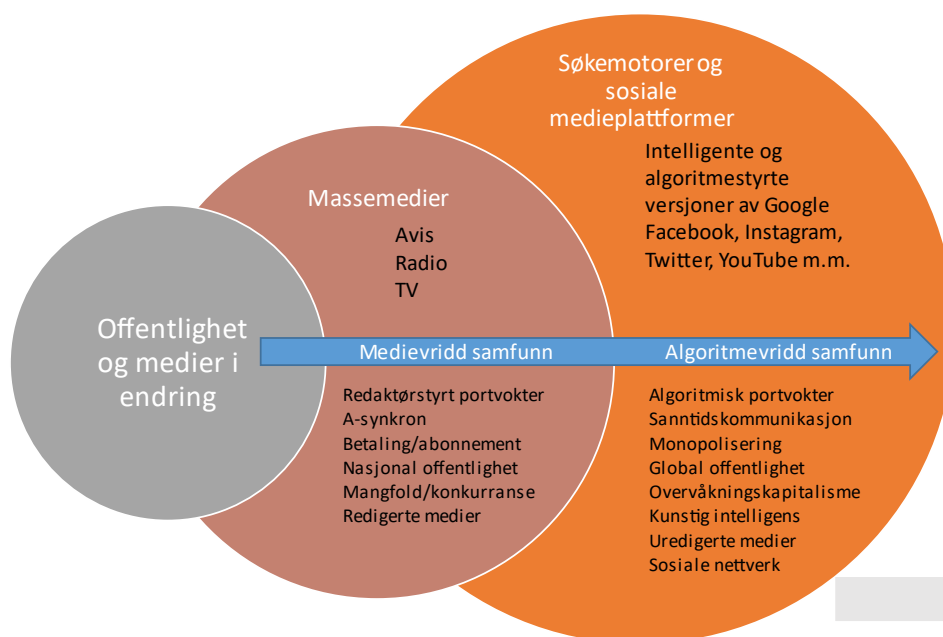 Søkemotorer og
sosiale
medieplattformer
Intelligente og
algoritmestyrte
versjoner av Google
Facebook, Instagram,
Twitter, YouTube m.m.
Massemedier
Avis
Radio
TV
Offentlighet
og medier i
endring
Medievridd samfunn
Algoritmevridd samfunn
Redaktørstyrt portvokter
A-synkron
Betaling/abonnement
Nasjonal offentlighet
Mangfold/konkurranse
Redigerte medier
Algoritmisk portvokter
Sanntidskommunikasjon
Monopolisering
Global offentlighet
Overvåkningskapitalisme
Kunstig intelligens
Uredigerte medier
Sosiale nettverk